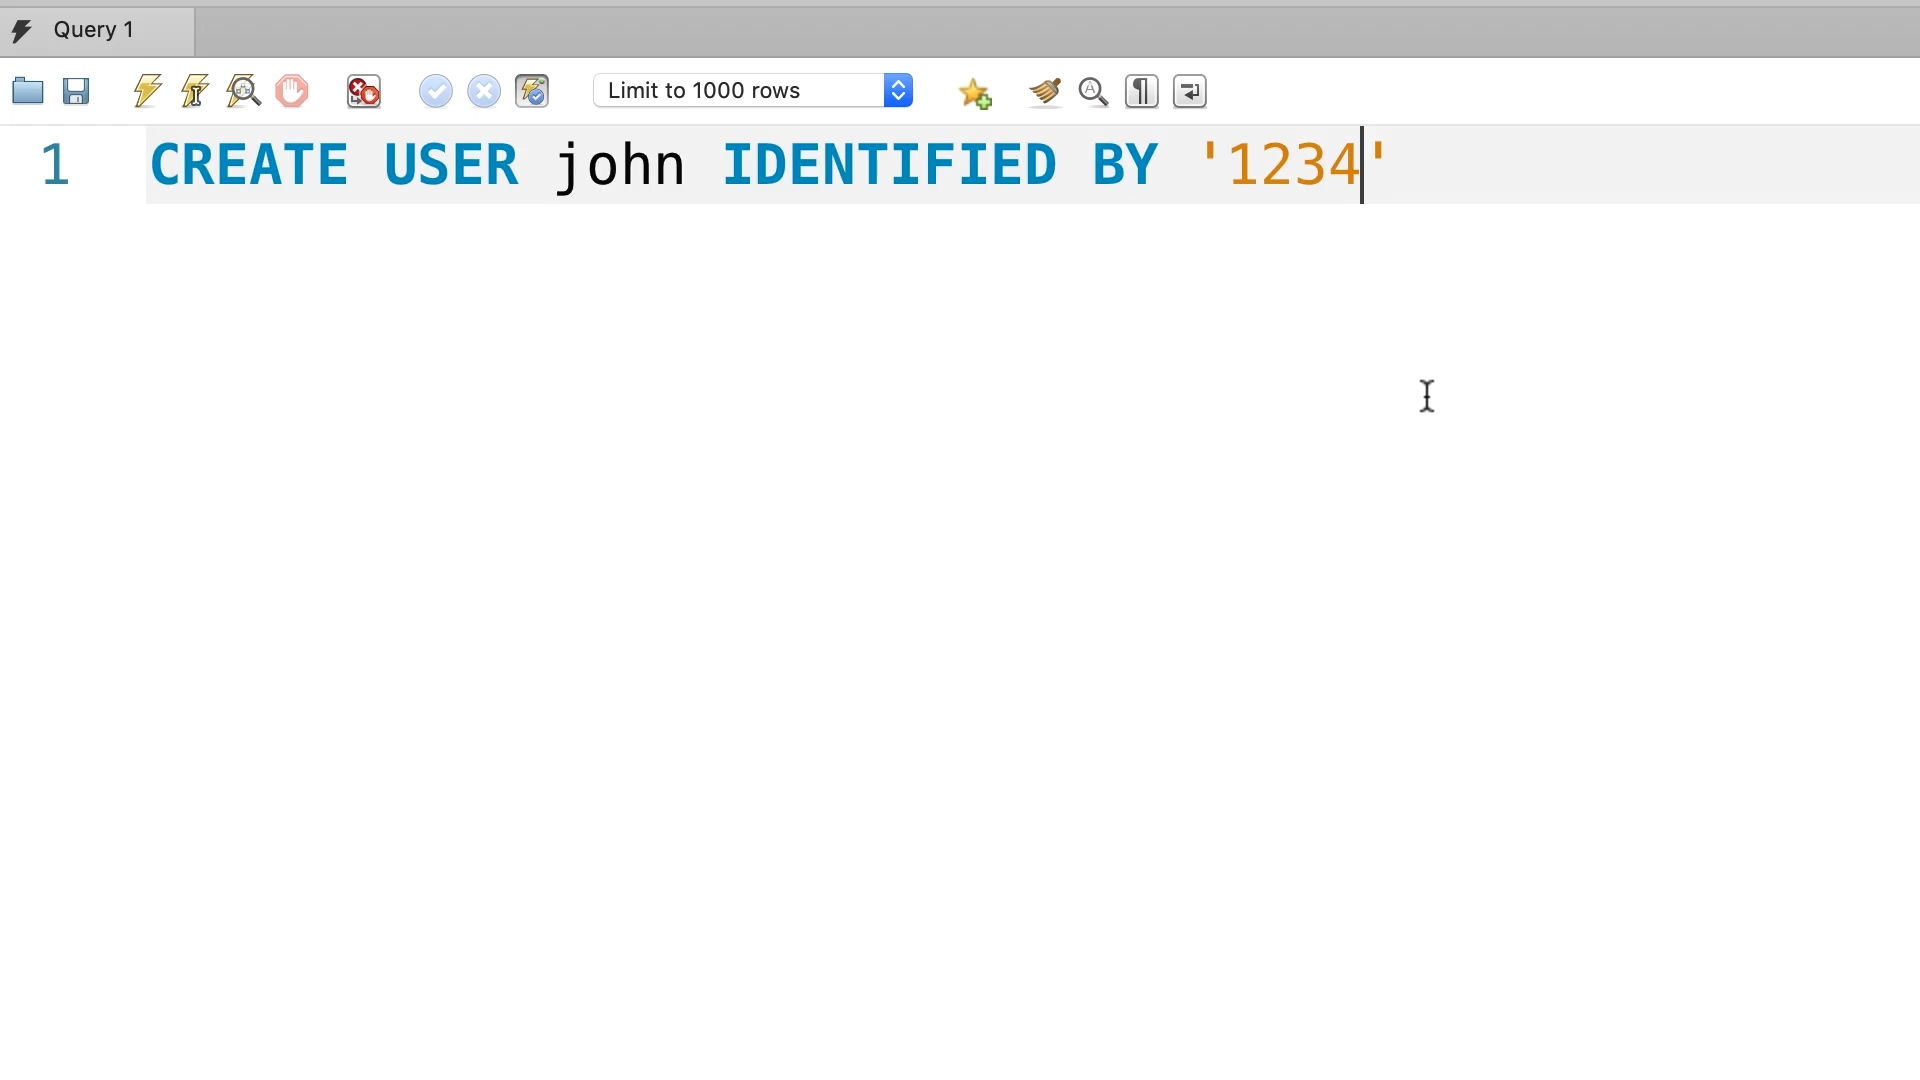 Query 1
Limit to 1000 rows
1 CREATE USER john IDENTIFIED BY '1234'